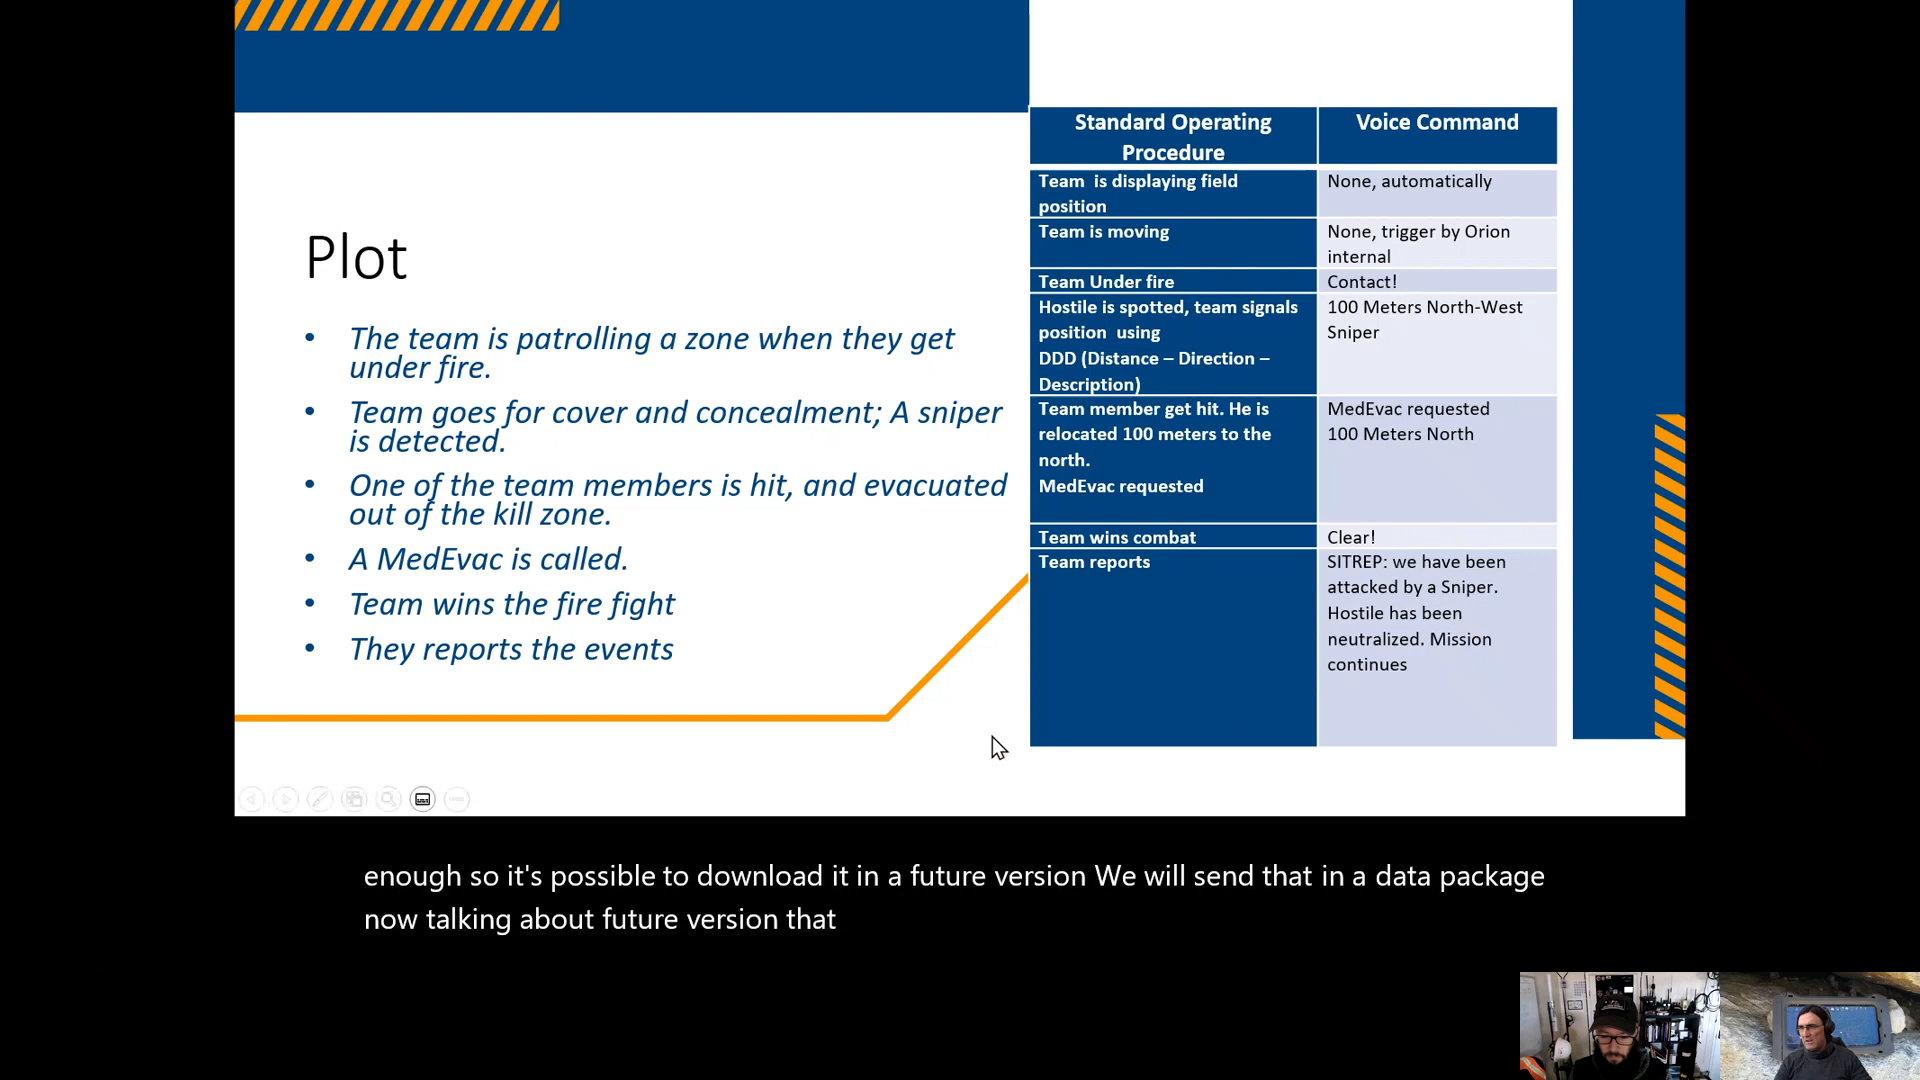 Plot
• The team is patrolling a zone when they get
under fire.
• Team goes for cover and concealment; A sniper
is detected.
• One of the team members is hit, and evacuated
out of the kill zone.
• A MedEvac is called.
• Team wins the fire fight
• They reports the events
Standard Operating
Procedure
Voice Command
Team is displaying field
position
None, automatically
Team is moving
None, trigger by Orion
internal
Team Under fire
Contact!
Hostile is spotted, team signals
position using
DDD (Distance – Direction –
Description)
100 Meters North-West
Sniper
Team member get hit. He is
relocated 100 meters to the
north.
MedEvac requested
MedEvac requested
100 Meters North
Team wins combat
Clear!
Team reports
SITREP: we have been
attacked by a Sniper.
Hostile has been
neutralized. Mission
continues
enough so it's possible to download it in a future version We will send that in a data package
now talking about future version that